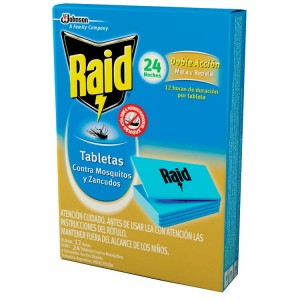 Johnson
A Family Company
Raid
24
Noches
Doble Acción
Mata y Repele
12 horas de duración
por tableta
Tabletas
Contra Mosquitos
y Zancudos
Raid
ATENCIÓN CUIDADO. ANTES DE USAR LEA CON ATENCIÓN LAS
INSTRUCCIONES DEL RÓTULO.
MANTENER FUERA DEL ALCANCE DE LOS NIÑOS.